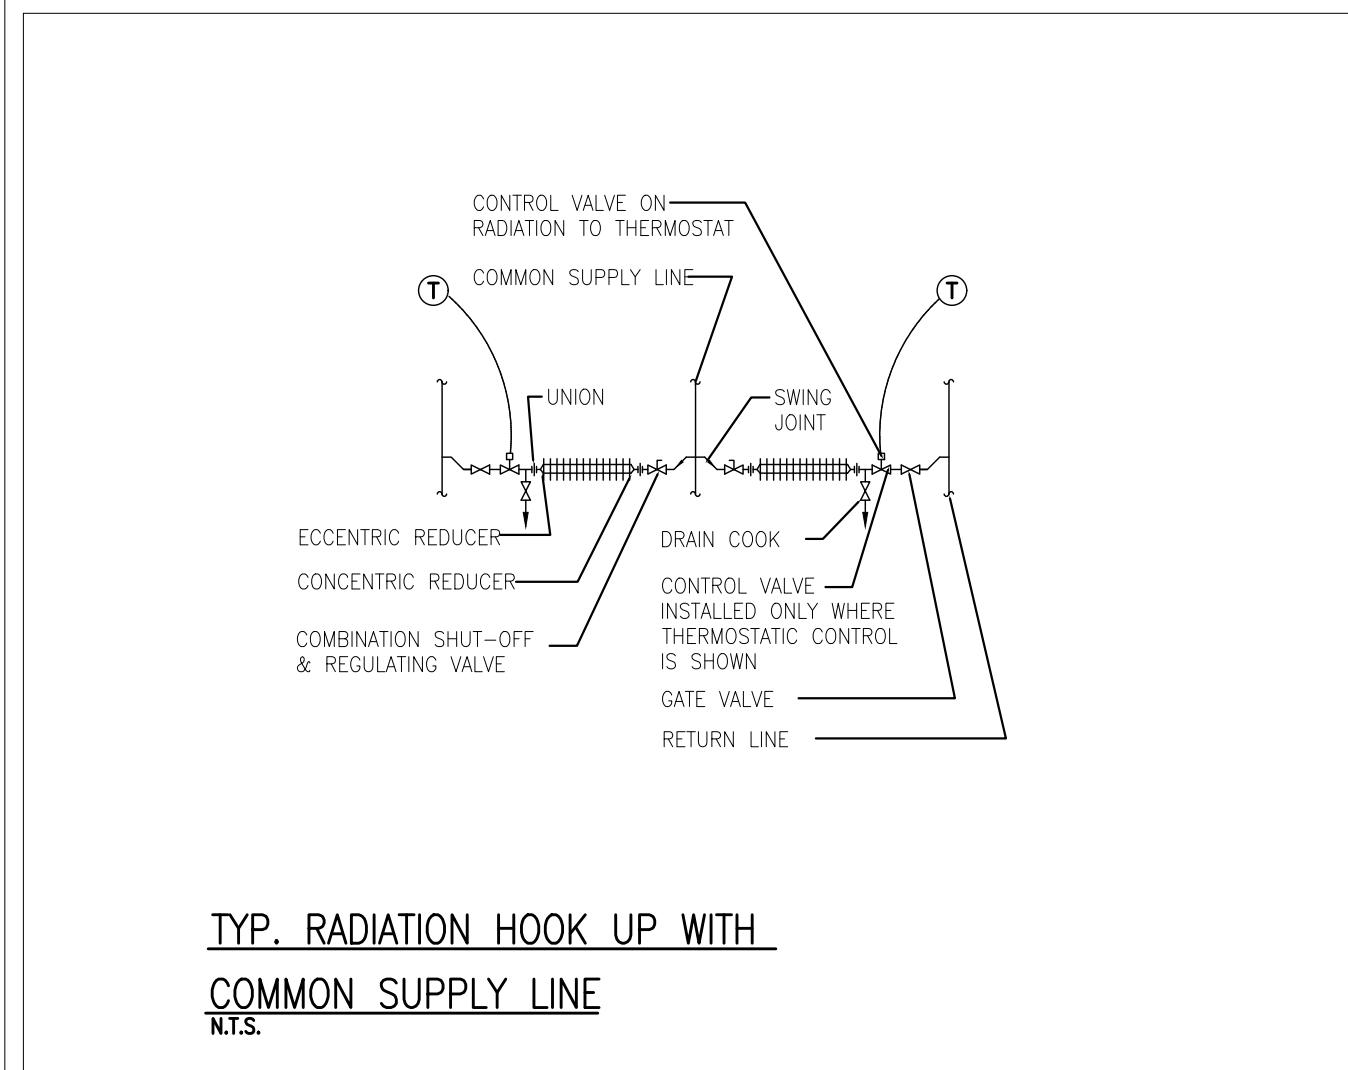 CONTROL VALVE ON
RADIATION TO THERMOSTAT
COMMON SUPPLY LINE
T
T
UNION
SWING
JOINT
ECCENTRIC REDUCER
CONCENTRIC REDUCER
COMBINATION SHUT-OFF
& REGULATING VALVE
DRAIN COOK
CONTROL VALVE
INSTALLED ONLY WHERE
THERMOSTATIC CONTROL
IS SHOWN
GATE VALVE
RETURN LINE
TYP. RADIATION HOOK UP WITH
COMMON SUPPLY LINE
N.T.S.